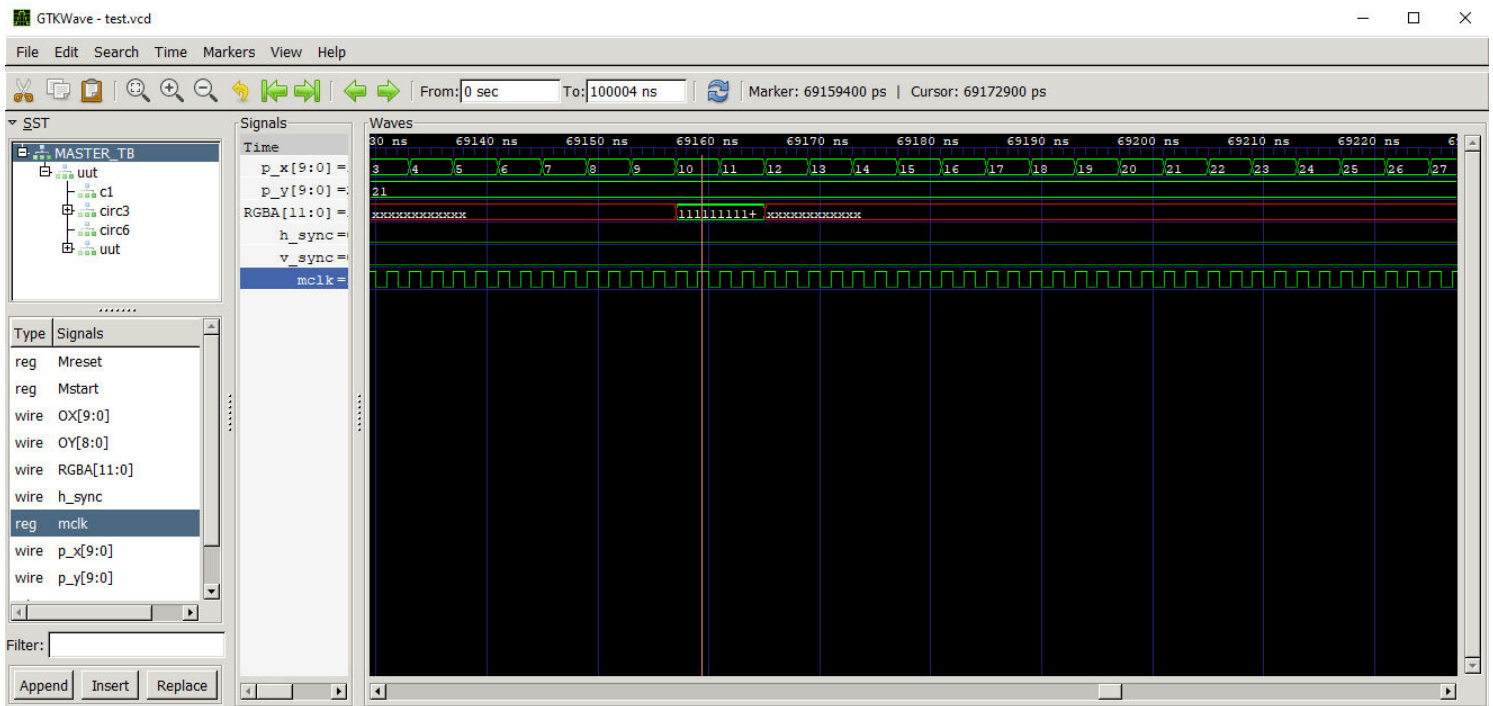 GTKWave - test.vcd
File Edit Search Time Markers View Help
From: 0 sec To: 100004 ns Marker: 69159400 ps | Cursor: 69172900 ps
SST
MASTER_TB
uut
c1
circ3
circ6
uut
Type Signals
reg Mreset
reg Mstart
wire OX[9:0]
wire OY[8:0]
wire RGBA[11:0]
wire h_sync
reg mclk
wire p_x[9:0]
wire p_y[9:0]
Filter:
Append Insert Replace
Signals
Time
p_x[9:0] =
p_y[9:0] =
RGBA[11:0] =
h_sync =
v_sync =
mclk =
Waves
30 ns 69140 ns 69150 ns 69160 ns 69170 ns 69180 ns 69190 ns 69200 ns 69210 ns 69220 ns 6
3 4 5 6 7 8 9 10 11 12 13 14 15 16 17 18 19 20 21 22 23 24 25 26 27
21
xxxxxxxxxxxx 111111111+ xxxxxxxxxxxx